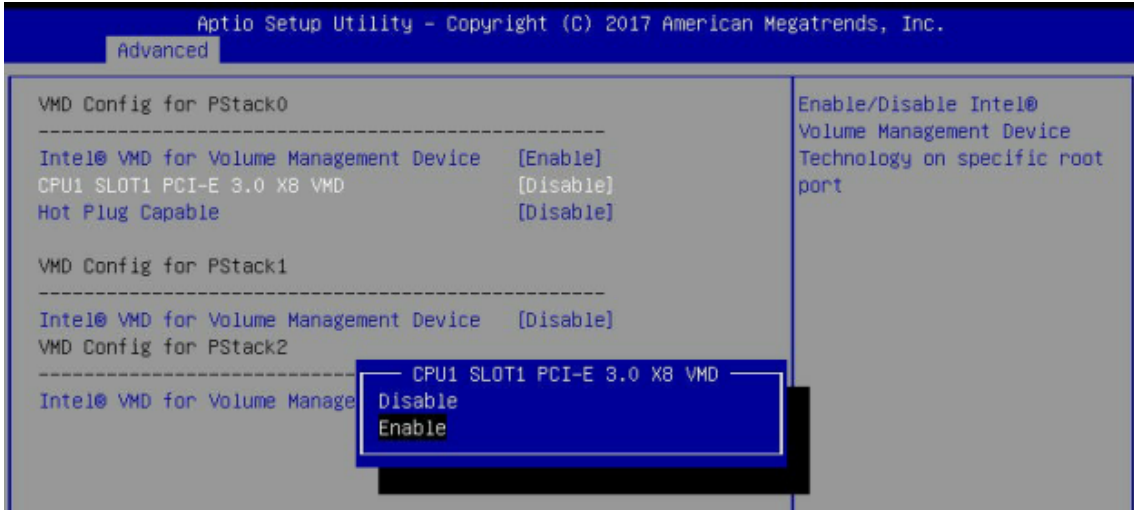 Aptio Setup Utility – Copyright (C) 2017 American Megatrends, Inc.
Advanced
VMD Config for PStack0
-----------------------------------------------------
Intel® VMD for Volume Management Device [Enable]
CPU1 SLOT1 PCI-E 3.0 X8 VMD [Disable]
Hot Plug Capable [Disable]
VMD Config for PStack1
-----------------------------------------------------
Intel® VMD for Volume Management Device [Disable]
VMD Config for PStack2
------------------------------
Intel® VMD for Volume Manage
CPU1 SLOT1 PCI-E 3.0 X8 VMD
Disable
Enable
Enable/Disable Intel®
Volume Management Device
Technology on specific root
port